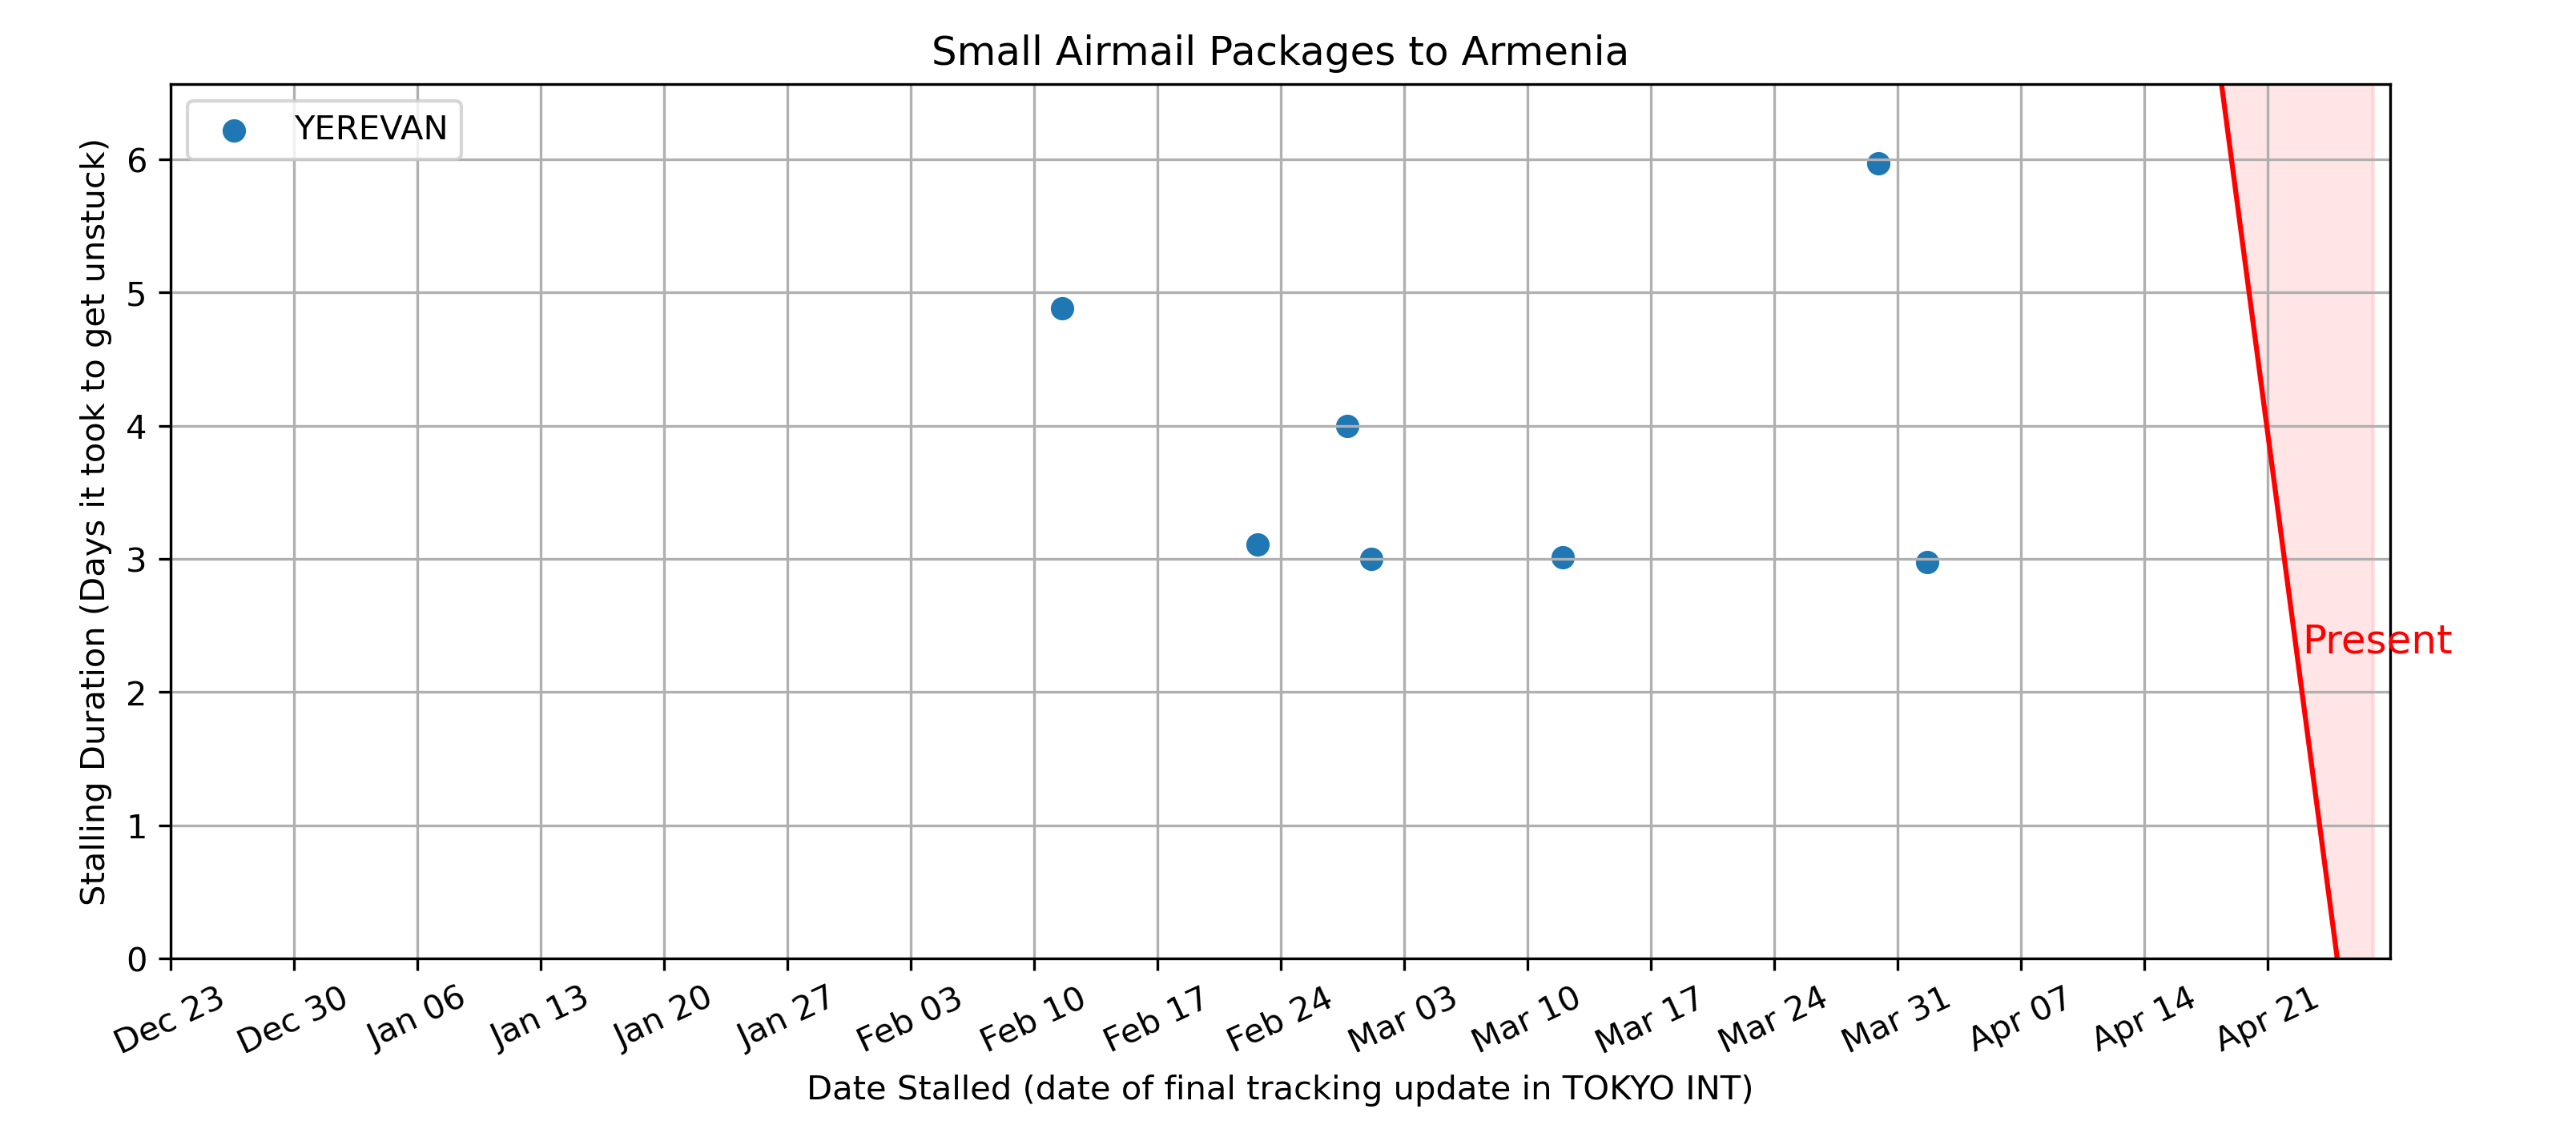 Small Airmail Packages to Armenia
YEREVAN
Stalling Duration (Days it took to get unstuck)
6
5
4
3
2
1
0
Present
Dec 23
Dec 30
Jan 06
Jan 13
Jan 20
Jan 27
Feb 03
Feb 10
Feb 17
Feb 24
Mar 03
Mar 10
Mar 17
Mar 24
Mar 31
Apr 07
Apr 14
Apr 21
Date Stalled (date of final tracking update in TOKYO INT)